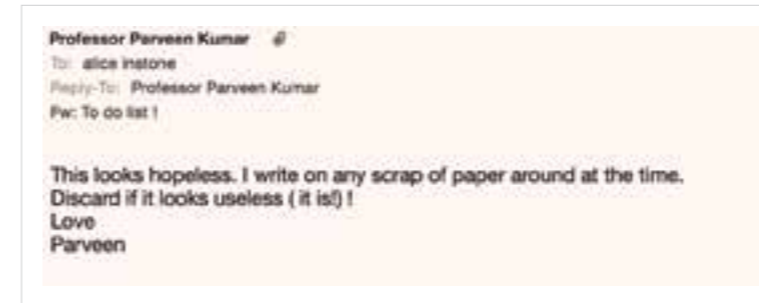 Professor Parveen Kumar
To: alice instone
Reply-To: Professor Parveen Kumar
Fw: To do list !
This looks hopeless. I write on any scrap of paper around at the time.
Discard if it looks useless ( it is!) !
Love
Parveen